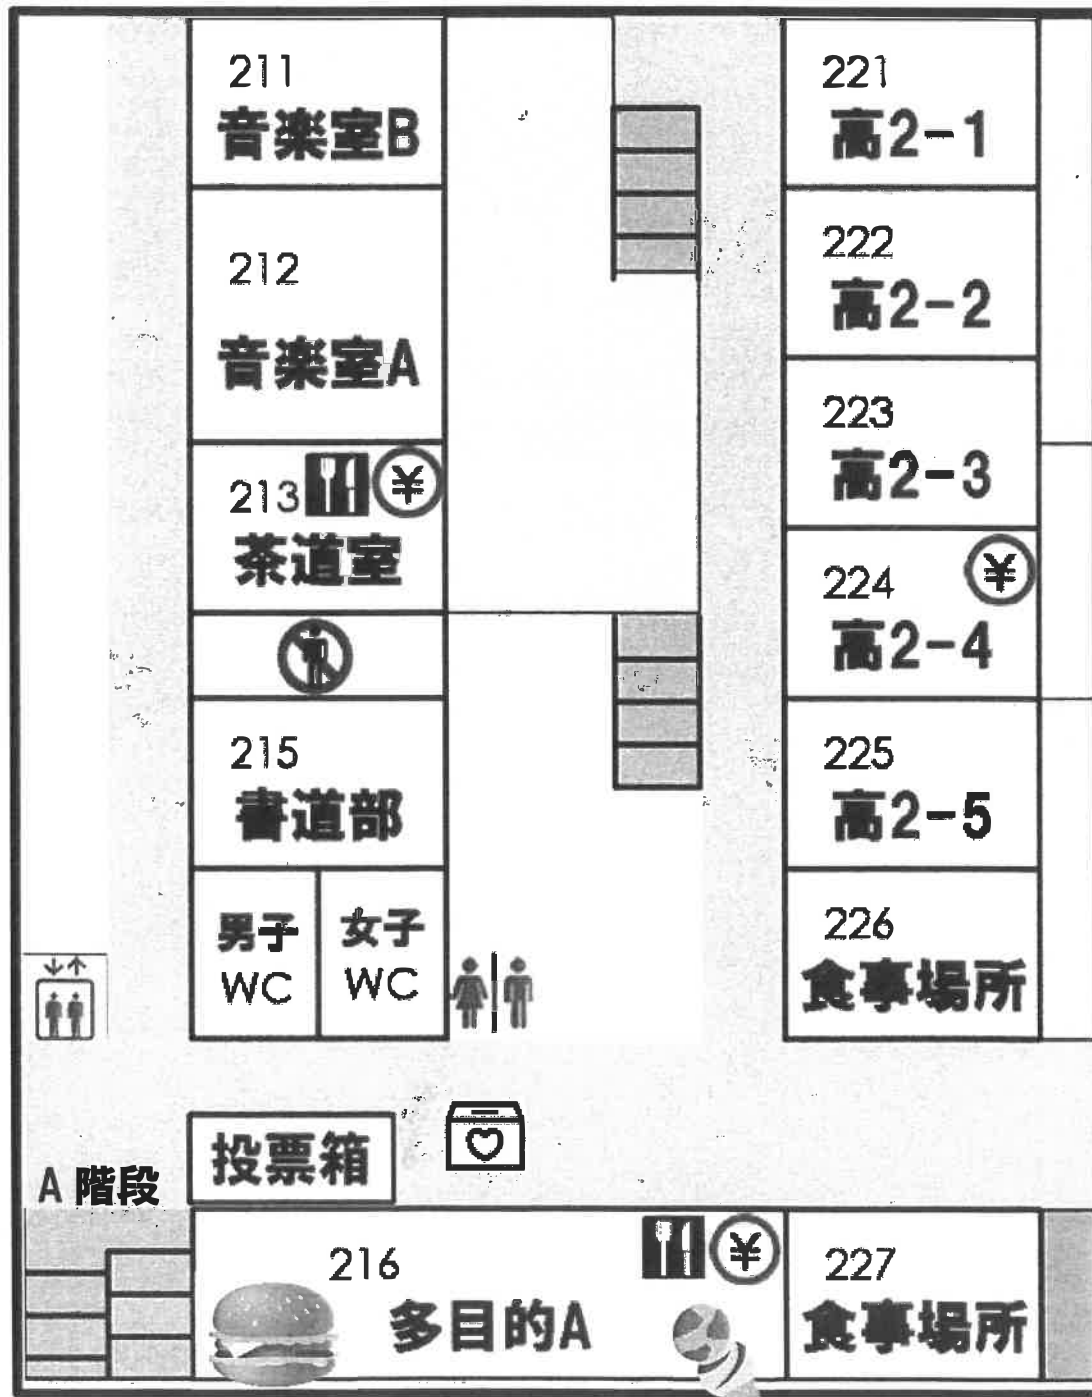 211
音楽室B
212
音楽室A
213
¥
茶道室
215
書道部
男子
WC
女子
WC
221
高2-1
222
高2-2
223
高2-3
224
¥
高2-4
225
高2-5
226
食事場所
投票箱
A 階段
216
¥
多目的A
227
食事場所